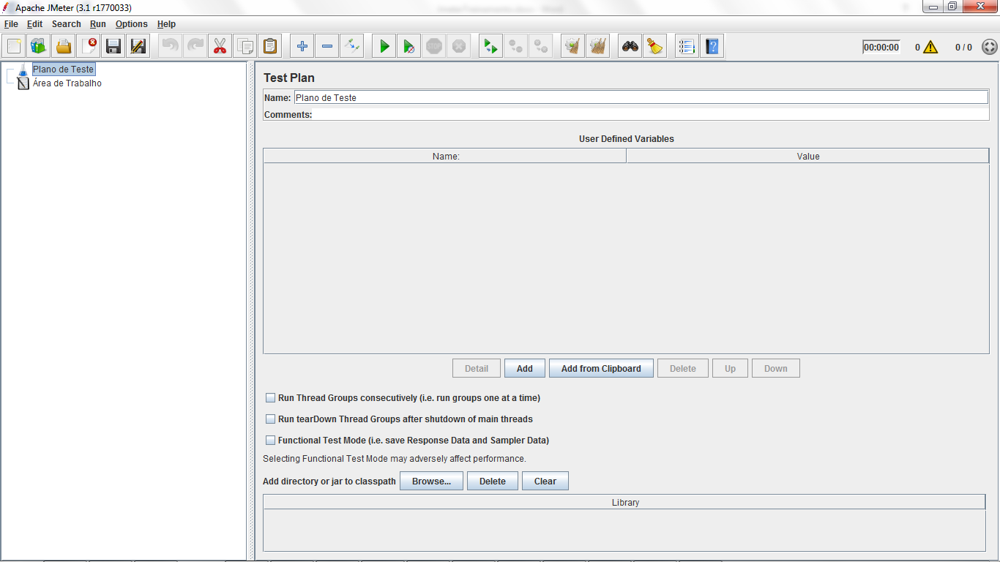 Apache JMeter (3.1 r1770033)
File Edit Search Run Options Help
STOP
00:00:00 0 0 / 0
Plano de Teste
Área de Trabalho
Test Plan
Name: Plano de Teste
Comments:
User Defined Variables
Name: Value
Detail Add Add from Clipboard Delete Up Down
Run Thread Groups consecutively (i.e. run groups one at a time)
Run tearDown Thread Groups after shutdown of main threads
Functional Test Mode (i.e. save Response Data and Sampler Data)
Selecting Functional Test Mode may adversely affect performance.
Add directory or jar to classpath Browse... Delete Clear
Library